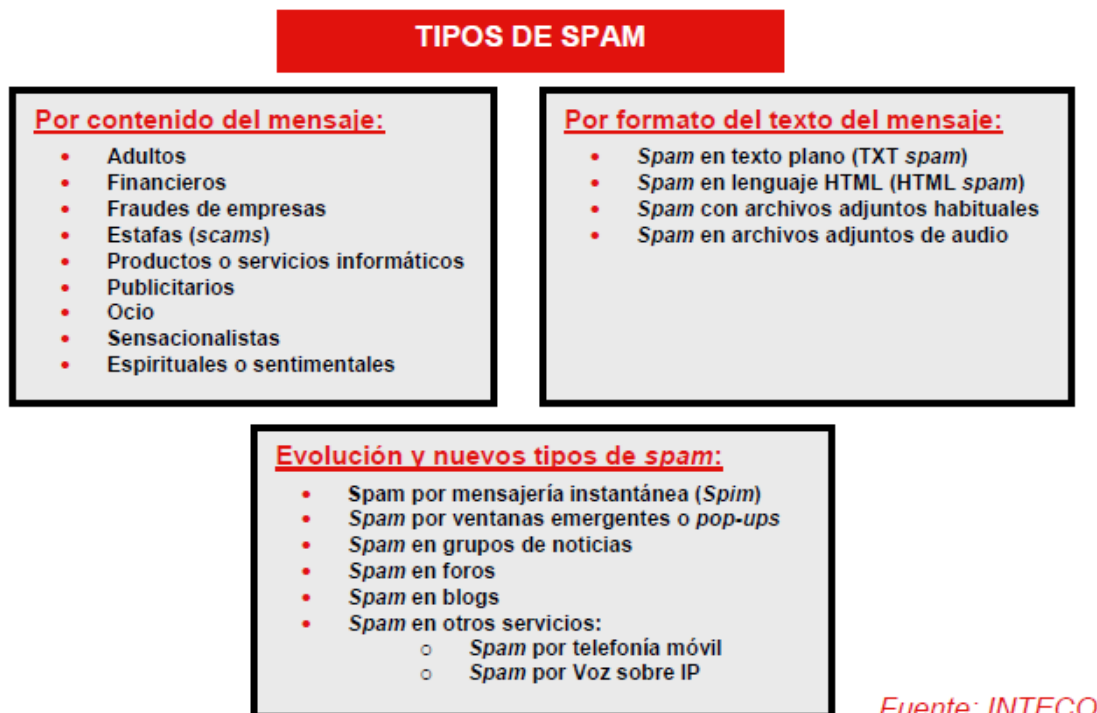 TIPOS DE SPAM
Por contenido del mensaje:
• Adultos
• Financieros
• Fraudes de empresas
• Estafas (scams)
• Productos o servicios informáticos
• Publicitarios
• Ocio
• Sensacionalistas
• Espirituales o sentimentales
Por formato del texto del mensaje:
• Spam en texto plano (TXT spam)
• Spam en lenguaje HTML (HTML spam)
• Spam con archivos adjuntos habituales
• Spam en archivos adjuntos de audio
Evolución y nuevos tipos de spam:
• Spam por mensajería instantánea (Spim)
• Spam por ventanas emergentes o pop-ups
• Spam en grupos de noticias
• Spam en foros
• Spam en blogs
• Spam en otros servicios:
o Spam por telefonía móvil
o Spam por Voz sobre IP
Fuente: INTECO